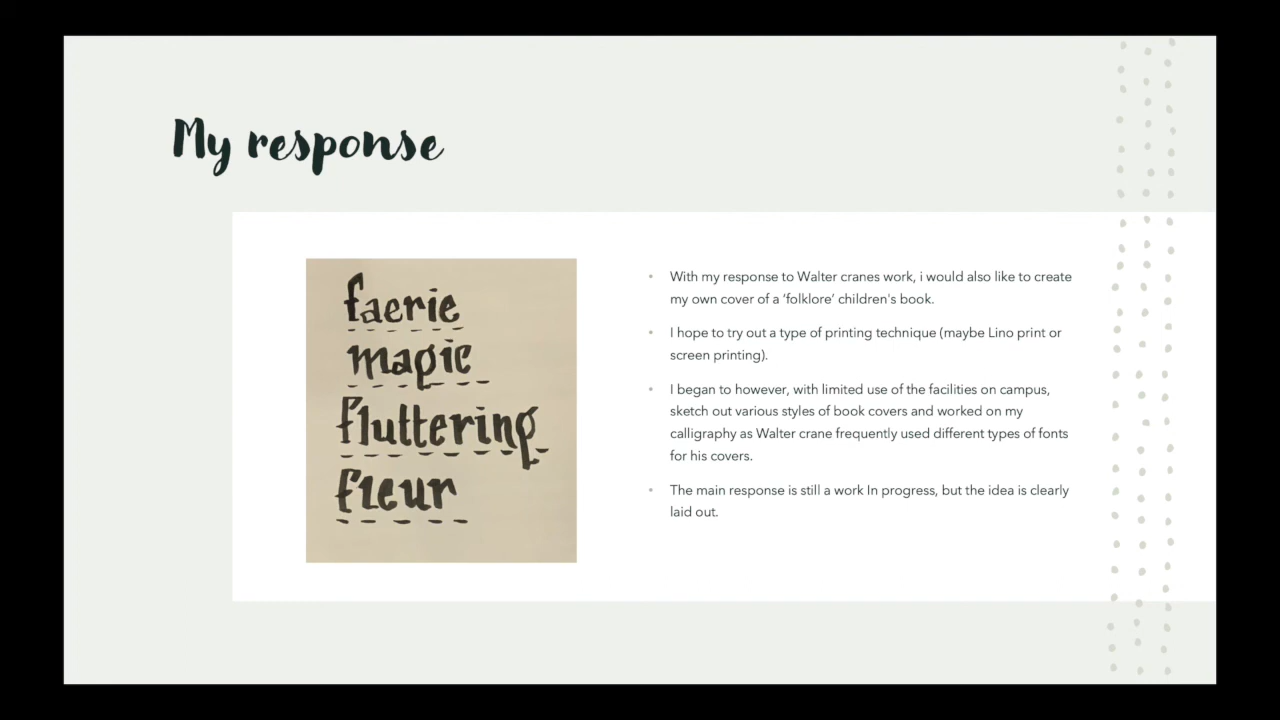 My response
faerie
magic
fluttering
fleur
• With my response to Walter cranes work, i would also like to create
my own cover of a ‘folklore’ children's book.
• I hope to try out a type of printing technique (maybe Lino print or
screen printing).
• I began to however, with limited use of the facilities on campus,
sketch out various styles of book covers and worked on my
calligraphy as Walter crane frequently used different types of fonts
for his covers.
• The main response is still a work In progress, but the idea is clearly
laid out.